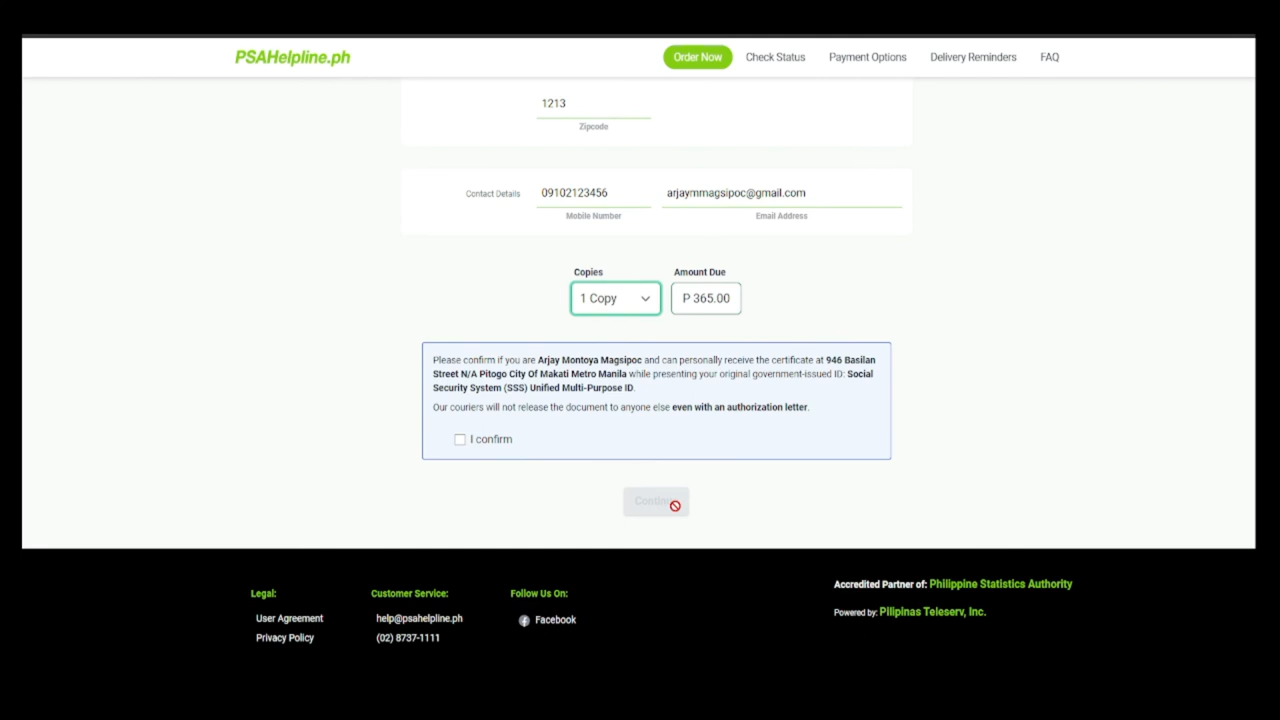 PSAHelpline.ph
Order Now Check Status Payment Options Delivery Reminders FAQ
1213
Zipcode
Contact Details 09102123456 arjaymmagsipoc@gmail.com
Mobile Number Email Address
Copies Amount Due
1 Copy P 365.00
Please confirm if you are Arjay Montoya Magsipoc and can personally receive the certificate at 946 Basilan
Street N/A Pitogo City Of Makati Metro Manila while presenting your original government-issued ID: Social
Security System (SSS) Unified Multi-Purpose ID.
Our couriers will not release the document to anyone else even with an authorization letter.
I confirm
Legal: Customer Service: Follow Us On:
User Agreement help@psahelpline.ph Facebook
Privacy Policy (02) 8737-1111
Accredited Partner of: Philippine Statistics Authority
Powered by: Pilipinas Teleserv, Inc.